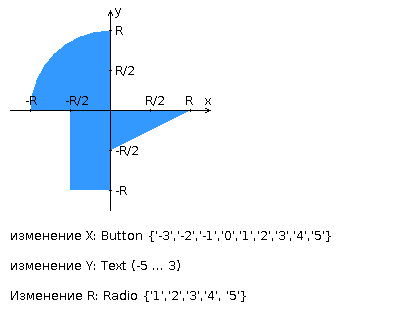 y
R
R/2
-R -R/2 R/2 R x
-R/2
-R
изменение X: Button {'-3','-2','-1','0','1','2','3','4','5'}
изменение Y: Text (-5 ... 3)
Изменение R: Radio {'1','2','3','4', '5'}